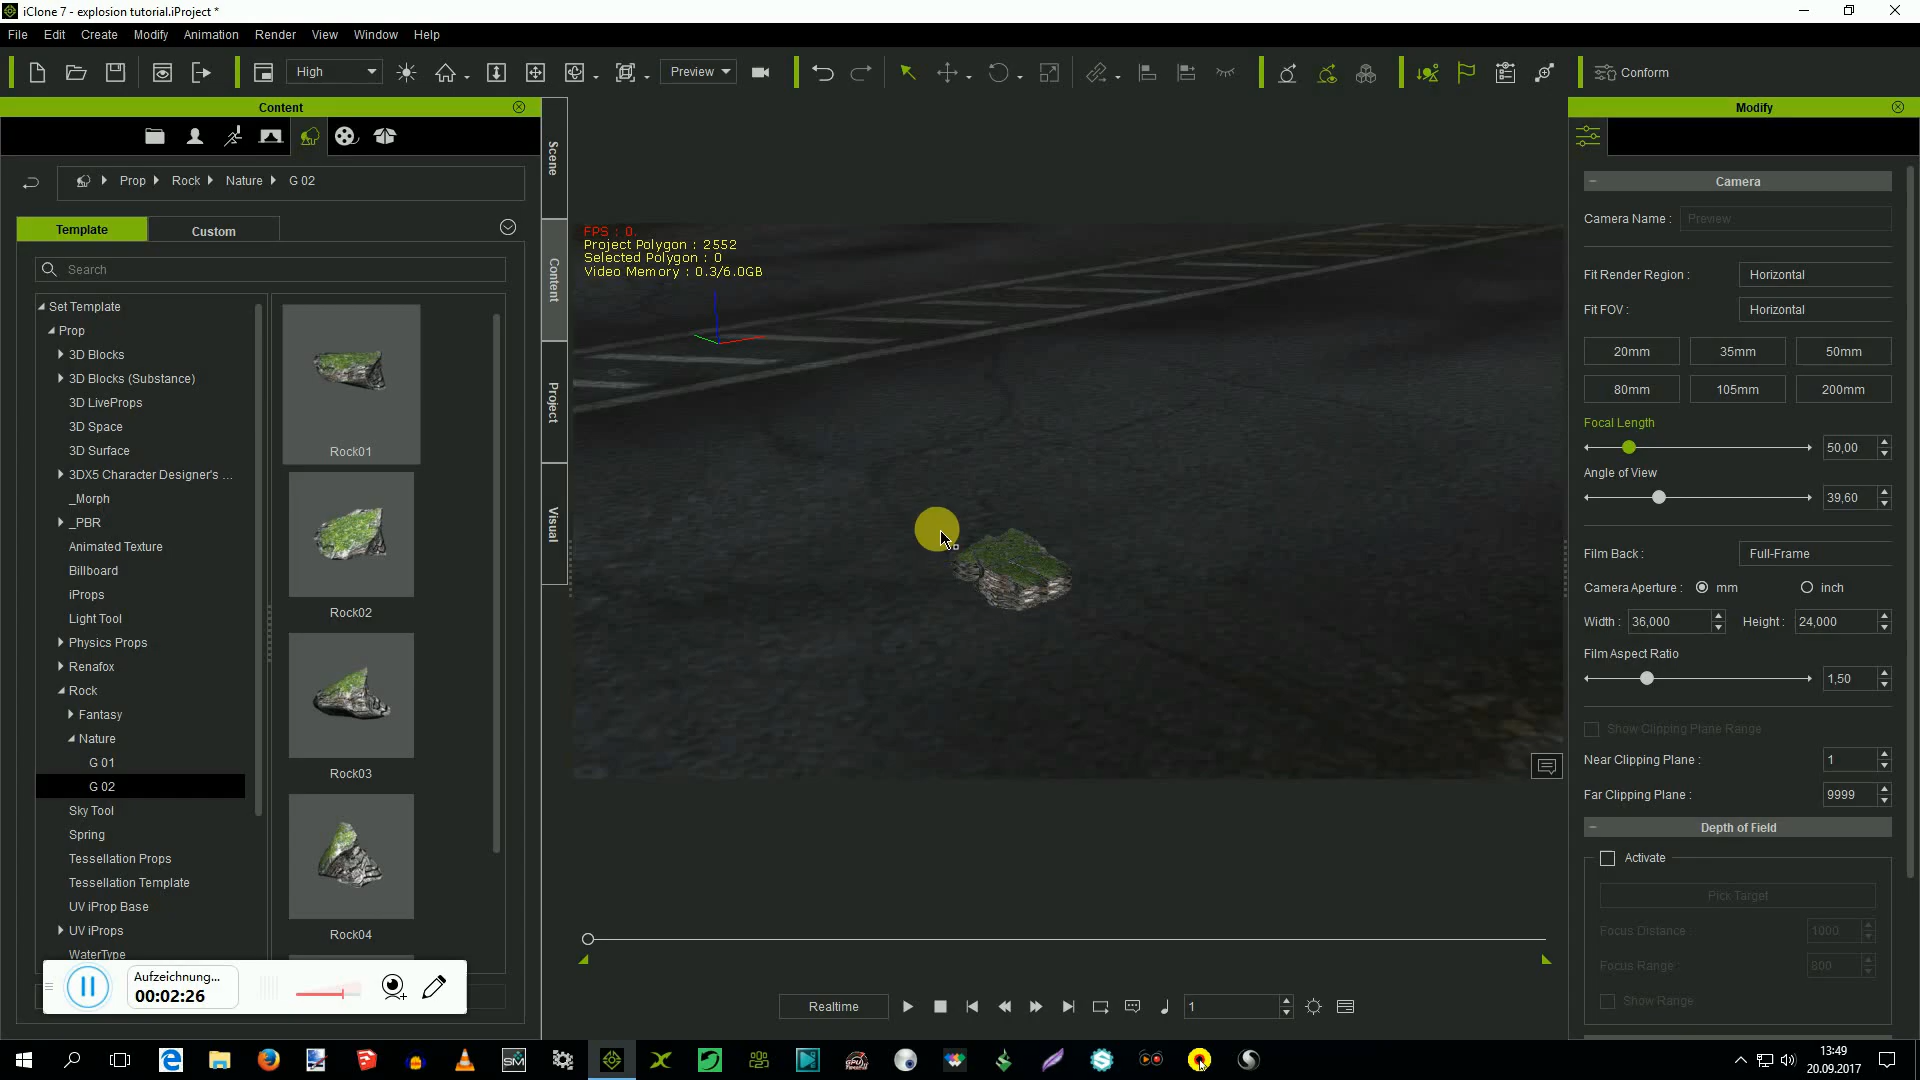 iClone 7 - explosion tutorial.iProject *
File Edit Create Modify Animation Render View Window Help
High Preview Conform
Content
Prop Rock Nature G 02
Template Custom
Search
Set Template
Prop
3D Blocks
3D Blocks (Substance)
3D LiveProps
3D Space
3D Surface
3DX5 Character Designer's ...
_Morph
_PBR
Animated Texture
Billboard
iProps
Light Tool
Physics Props
Renafox
Rock
Fantasy
Nature
G 01
G 02
Sky Tool
Spring
Tessellation Props
Tessellation Template
UV iProp Base
UV iProps
WaterType
Rock01
Rock02
Rock03
Rock04
Aufzeichnung...
00:02:26
Scene
Content
Project
Visual
FPS : 0.
Project Polygon : 2552
Selected Polygon : 0
Video Memory : 0.3/6.0GB
Realtime
1
Modify
Camera
Camera Name : Preview
Fit Render Region : Horizontal
Fit FOV : Horizontal
20mm 35mm 50mm
80mm 105mm 200mm
Focal Length
50,00
Angle of View
39,60
Film Back : Full-Frame
Camera Aperture : mm inch
Width : 36,000 Height : 24,000
Film Aspect Ratio
1,50
Show Clipping Plane Range
Near Clipping Plane : 1
Far Clipping Plane : 9999
Depth of Field
Activate
Pick Target
Focus Distance : 1000
Focus Range : 800
Show Range
13:49
20.09.2017